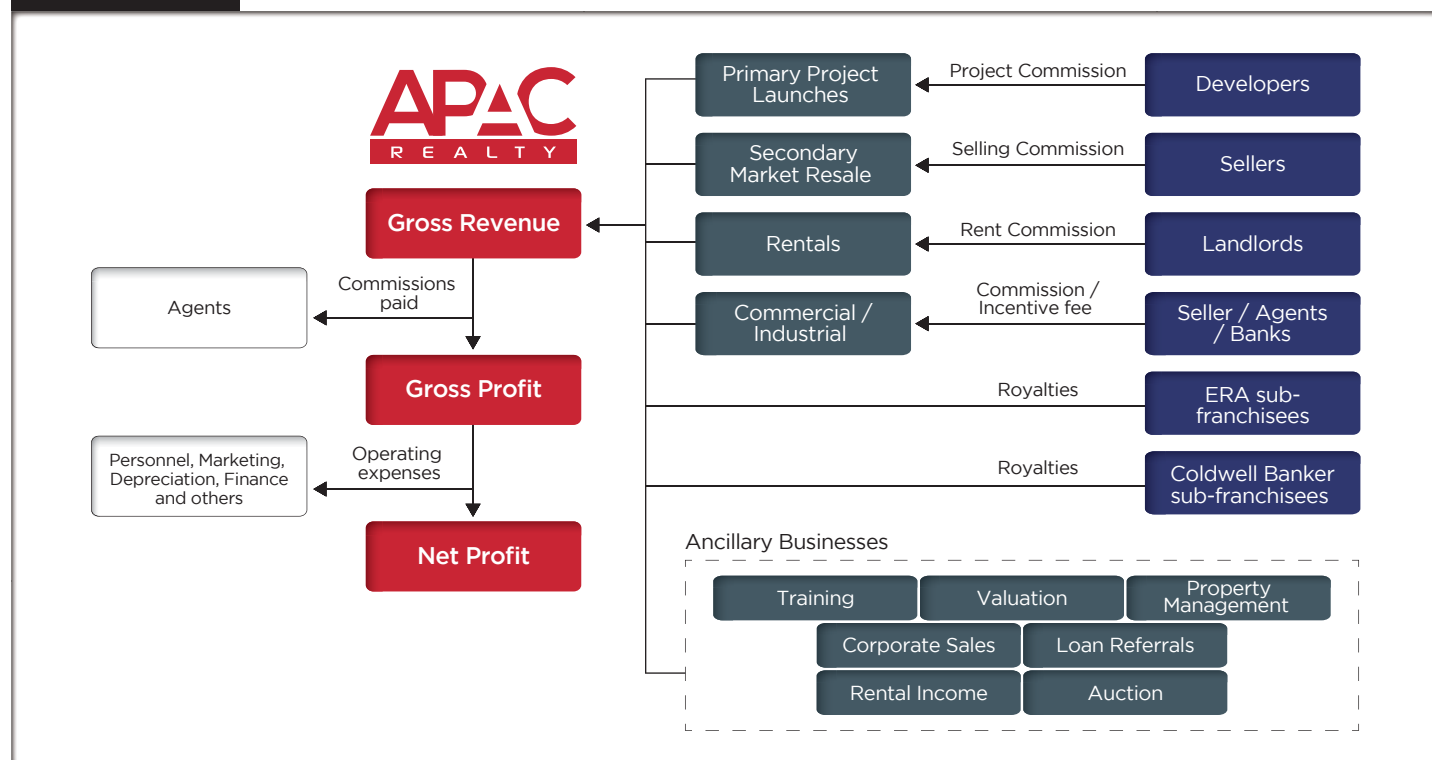 APAC
REALTY
Gross Revenue
Commissions
paid
Agents
Gross Profit
Operating
expenses
Personnel, Marketing,
Depreciation, Finance
and others
Net Profit
Primary Project
Launches
Project Commission
Developers
Secondary
Market Resale
Selling Commission
Sellers
Rentals
Rent Commission
Landlords
Commercial /
Industrial
Commission /
Incentive fee
Seller / Agents
/ Banks
Royalties
ERA sub-
franchisees
Royalties
Coldwell Banker
sub-franchisees
Ancillary Businesses
Training
Valuation
Property
Management
Corporate Sales
Loan Referrals
Rental Income
Auction